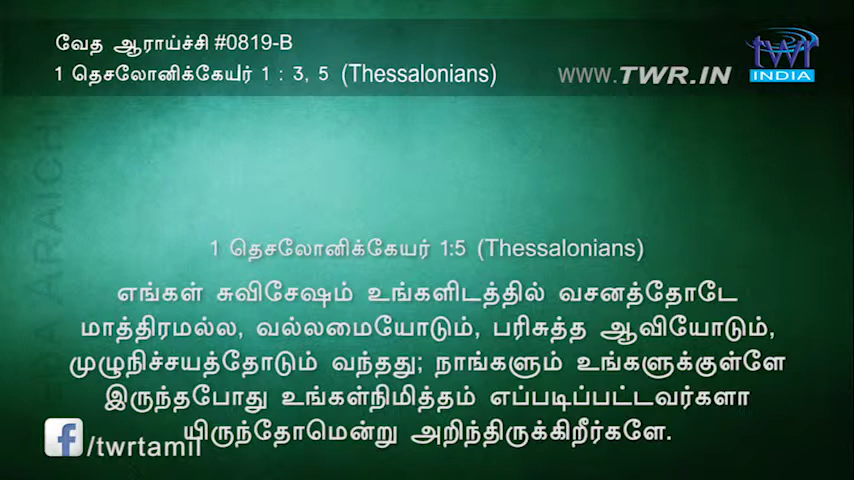 வேத ஆராய்ச்சி #0819-B
1 தெசலோனிக்கேயர் 1 : 3, 5 (Thessalonians)
www.TWR.IN
twr
INDIA
VEDA ARAICHI
1 தெசலோனிக்கேயர் 1:5 (Thessalonians)
எங்கள் சுவிசேஷம் உங்களிடத்தில் வசனத்தோடே
மாத்திரமல்ல, வல்லமையோடும், பரிசுத்த ஆவியோடும்,
முழுநிச்சயத்தோடும் வந்தது; நாங்களும் உங்களுக்குள்ளே
இருந்தபோது உங்கள்நிமித்தம் எப்படிப்பட்டவர்களா
யிருந்தோமென்று அறிந்திருக்கிறீர்களே.
f/twrtamil